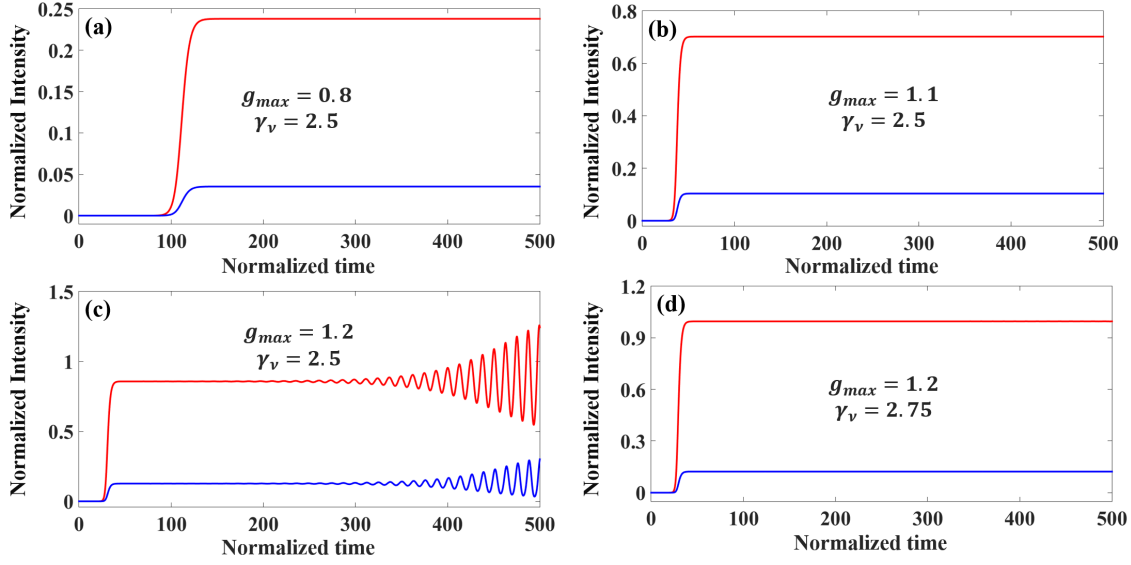 (a)
Normalized Intensity
0.25
0.2
0.15
0.1
0.05
0
g_max = 0.8
γ_ν = 2.5
0 100 200 300 400 500
Normalized time
(b)
Normalized Intensity
0.8
0.6
0.4
0.2
0
g_max = 1.1
γ_ν = 2.5
0 100 200 300 400 500
Normalized time
(c)
Normalized Intensity
1.5
1
0.5
0
g_max = 1.2
γ_ν = 2.5
0 100 200 300 400 500
Normalized time
(d)
Normalized Intensity
1.2
0.9
0.6
0.3
0
g_max = 1.2
γ_ν = 2.75
0 100 200 300 400 500
Normalized time